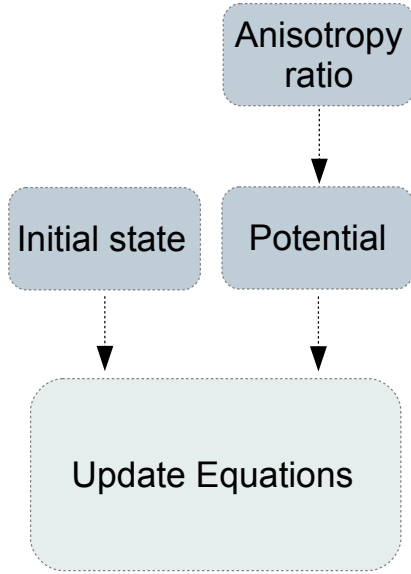 Anisotropy
ratio
Initial state
Potential
Update Equations